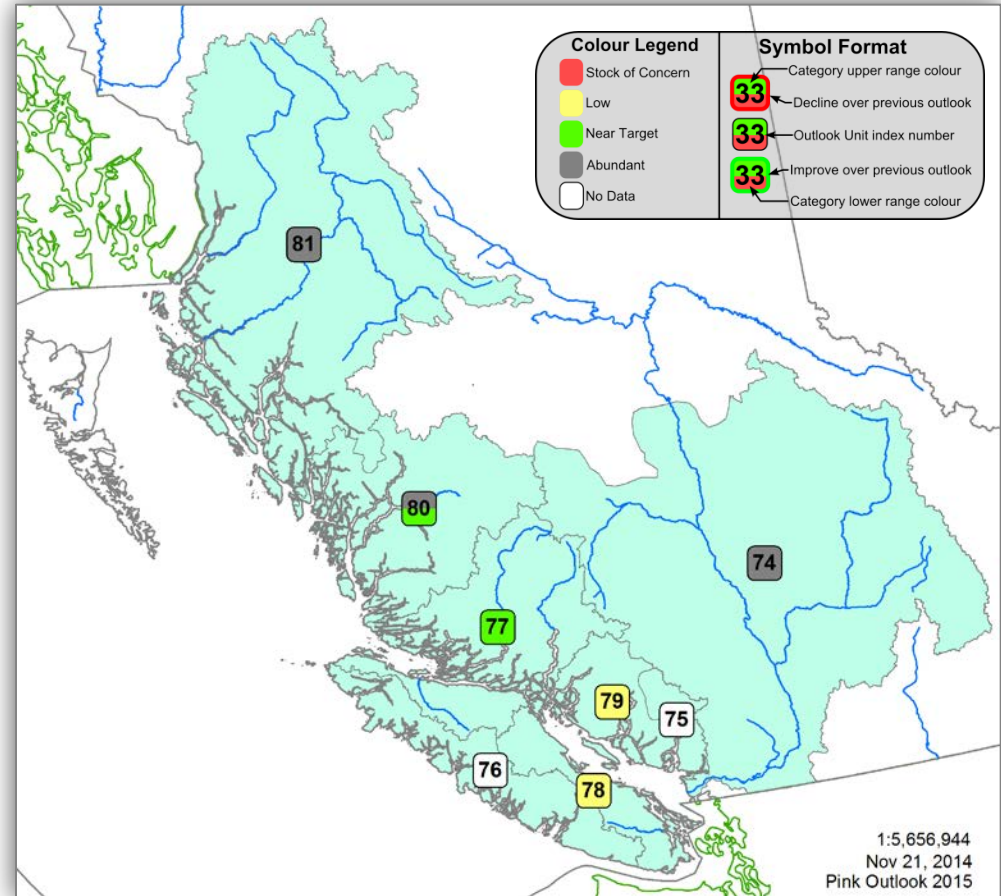 Colour Legend
Stock of Concern
Low
Near Target
Abundant
No Data
Symbol Format
33
Category upper range colour
Decline over previous outlook
33
Outlook Unit index number
33
Improve over previous outlook
Category lower range colour
81
80
74
77
79
75
76
78
1:5,656,944
Nov 21, 2014
Pink Outlook 2015